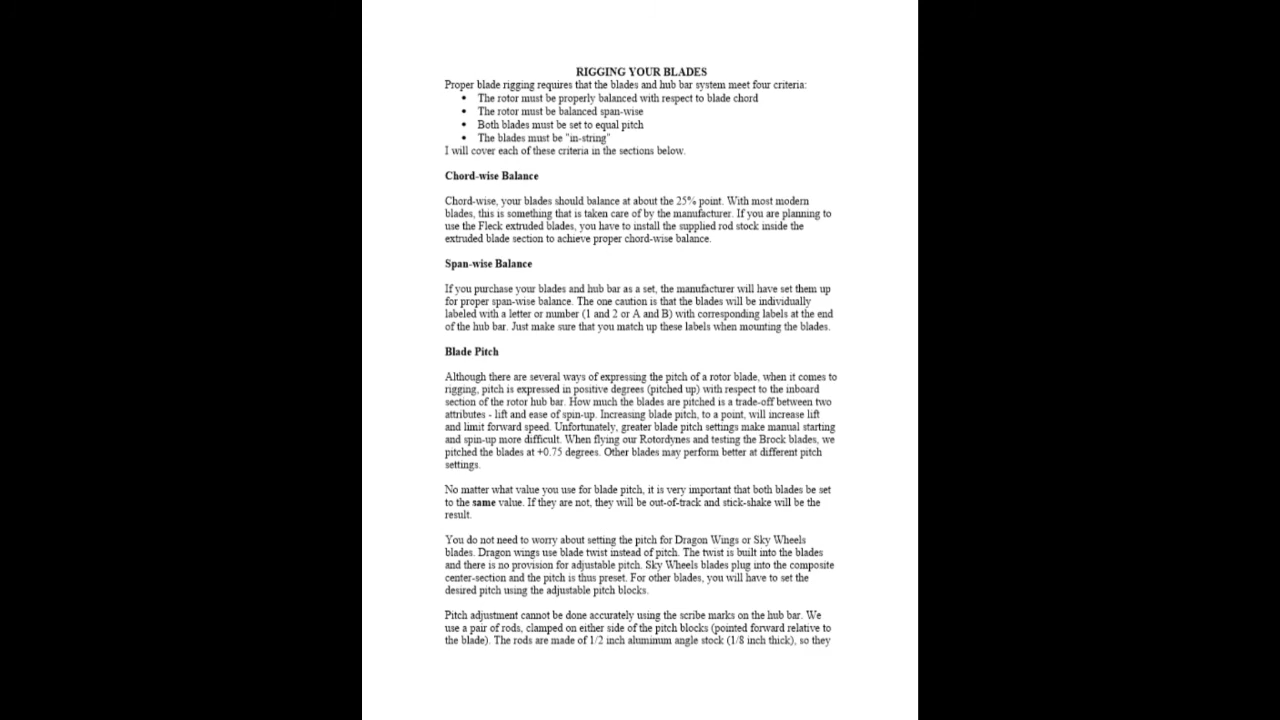 RIGGING YOUR BLADES
Proper blade rigging requires that the blades and hub bar system meet four criteria:
• The rotor must be properly balanced with respect to blade chord
• The rotor must be balanced span-wise
• Both blades must be set to equal pitch
• The blades must be "in-string"
I will cover each of these criteria in the sections below.
Chord-wise Balance
Chord-wise, your blades should balance at about the 25% point. With most modern
blades, this is something that is taken care of by the manufacturer. If you are planning to
use the Fleck extruded blades, you have to install the supplied rod stock inside the
extruded blade section to achieve proper chord-wise balance.
Span-wise Balance
If you purchase your blades and hub bar as a set, the manufacturer will have set them up
for proper span-wise balance. The one caution is that the blades will be individually
labeled with a letter or number (1 and 2 or A and B) with corresponding labels at the end
of the hub bar. Just make sure that you match up these labels when mounting the blades.
Blade Pitch
Although there are several ways of expressing the pitch of a rotor blade, when it comes to
rigging, pitch is expressed in positive degrees (pitched up) with respect to the inboard
section of the rotor hub bar. How much the blades are pitched is a trade-off between two
attributes - lift and ease of spin-up. Increasing blade pitch, to a point, will increase lift
and limit forward speed. Unfortunately, greater blade pitch settings make manual starting
and spin-up more difficult. When flying our Rotordynes and testing the Brock blades, we
pitched the blades at +0.75 degrees. Other blades may perform better at different pitch
settings.
No matter what value you use for blade pitch, it is very important that both blades be set
to the same value. If they are not, they will be out-of-track and stick-shake will be the
result.
You do not need to worry about setting the pitch for Dragon Wings or Sky Wheels
blades. Dragon wings use blade twist instead of pitch. The twist is built into the blades
and there is no provision for adjustable pitch. Sky Wheels blades plug into the composite
center-section and the pitch is thus preset. For other blades, you will have to set the
desired pitch using the adjustable pitch blocks.
Pitch adjustment cannot be done accurately using the scribe marks on the hub bar. We
use a pair of rods, clamped on either side of the pitch blocks (pointed forward relative to
the blade). The rods are made of 1/2 inch aluminum angle stock (1/8 inch thick), so they